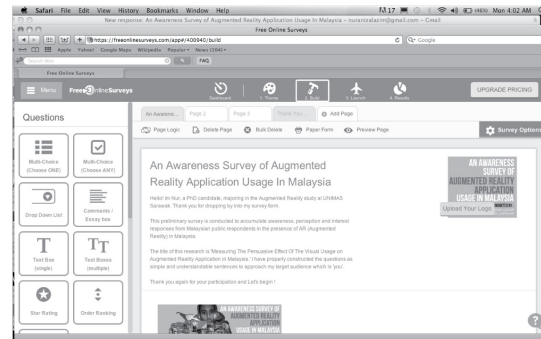 Safari File Edit View History Bookmarks Window Help 17 (46%) Mon 4:02 AM
New response: An Awareness Survey of Augmented Reality Application Usage In Malaysia – nuranizalazim@gmail.com – Gmail
Free Online Surveys
https://freeonlinesurveys.com/app#/400940/build
Google
Apple Yahoo! Google Maps Wikipedia Popular News (104)
Search Web
FAQ
Free Online Surveys
Menu
FreeOnlineSurveys
Dashboard
1. Theme
2. Build
3. Launch
4. Results
UPGRADE PRICING
Questions
Multi-Choice
(Choose ONE)
Multi-Choice
(Choose ANY)
Drop Down List
Comments /
Essay box
Text Box
(single)
Text Boxes
(multiple)
Star Rating
Order Ranking
An Awarene...
Page 2
Page 3
Thank You...
Add Page
Page Logic
Delete Page
Bulk Delete
Paper Form
Preview Page
Survey Options
An Awareness Survey of Augmented
Reality Application Usage In Malaysia
Hello! im Nur, a PhD candidate, majoring in the Augmented Reality study at UNIMAS
Sarawak. Thank you for dropping by into my survey form.
This preliminary survey is conducted to accumulate awareness, perception and interest
responses from Malaysian public respondents in the presence of AR (Augmented
Reality) in Malaysia.
The title of this research is 'Measuring The Persuasive Effect Of The Visual Usage on
Augmented Reality Application in Malaysia.' I have properly constructed the questions as
simple and understandable sentences to approach my target audience which is 'you'.
Thank you again for your participation and Let's begin !
AN AWARENESS
SURVEY OF
AUGMENTED REALITY
APPLICATION
USAGE IN MALAYSIA
Upload Your Logo
AN AWARENESS SURVEY OF
AUGMENTED REALITY
APPLICATION
USAGE IN MALAYSIA
?